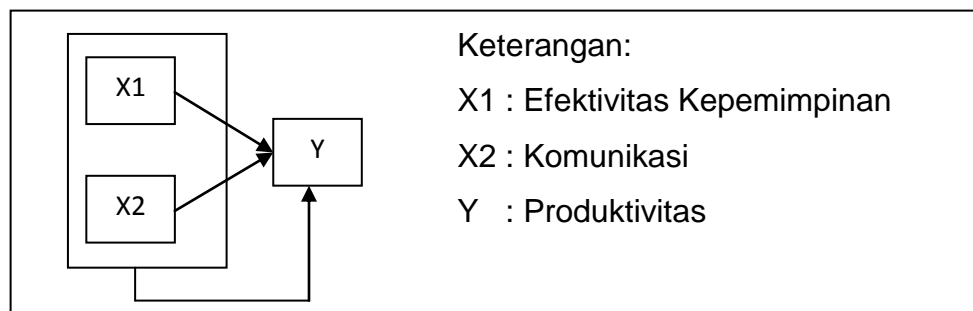 X1
X2
Y
Keterangan:
X1 : Efektivitas Kepemimpinan
X2 : Komunikasi
Y : Produktivitas